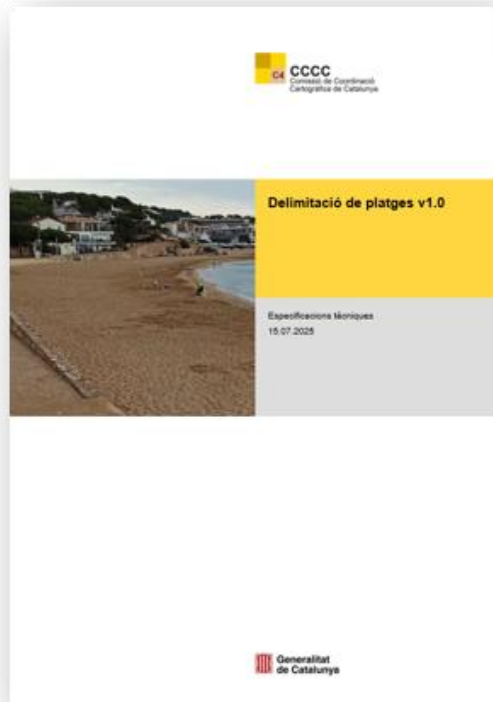 C4
CCCC
Comissió de Coordinació
Cartogràfica de Catalunya
Delimitació de platges v1.0
Especificacions tècniques
15.07.2025
Generalitat
de Catalunya